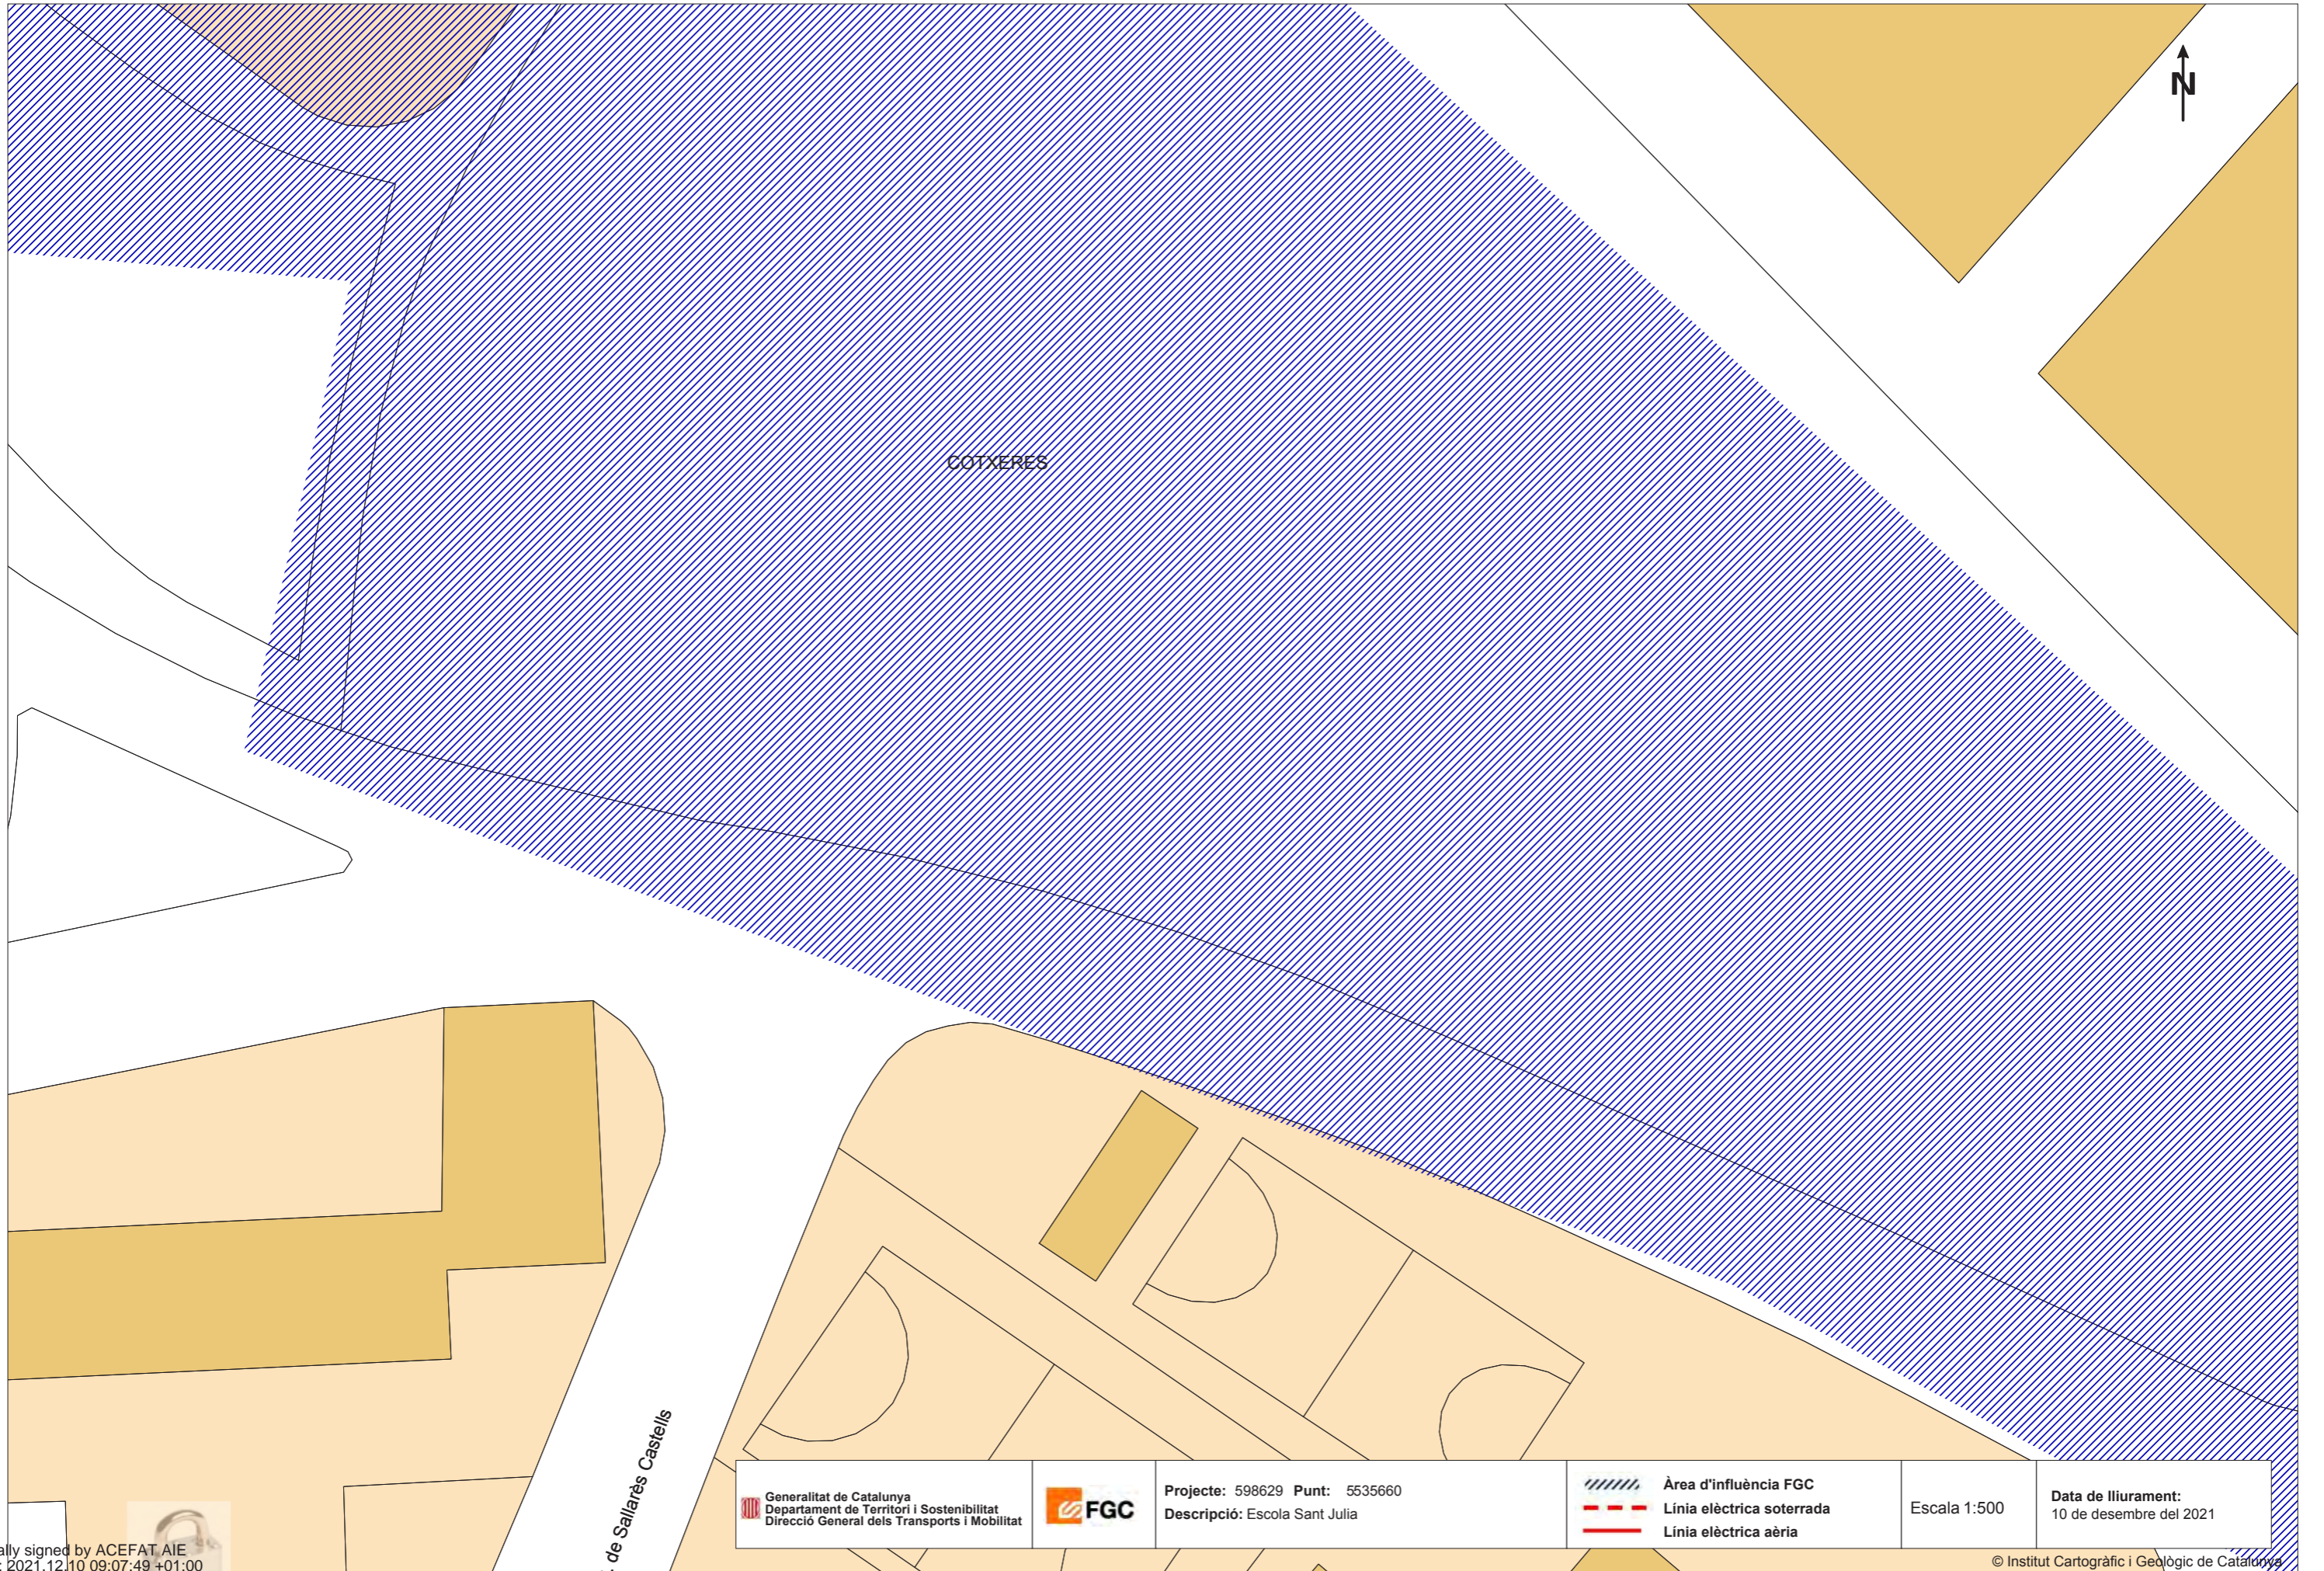 N
COTXERES
de Sallarès Castells
Generalitat de Catalunya
Departament de Territori i Sostenibilitat
Direcció General dels Transports i Mobilitat
FGC
Projecte: 598629 Punt: 5535660
Descripció: Escola Sant Julia
Àrea d'influència FGC
Línia elèctrica soterrada
Línia elèctrica aèria
Escala 1:500
Data de lliurament:
10 de desembre del 2021
ally signed by ACEFAT AIE
: 2021.12.10 09:07:49 +01:00
© Institut Cartogràfic i Geològic de Catalunya